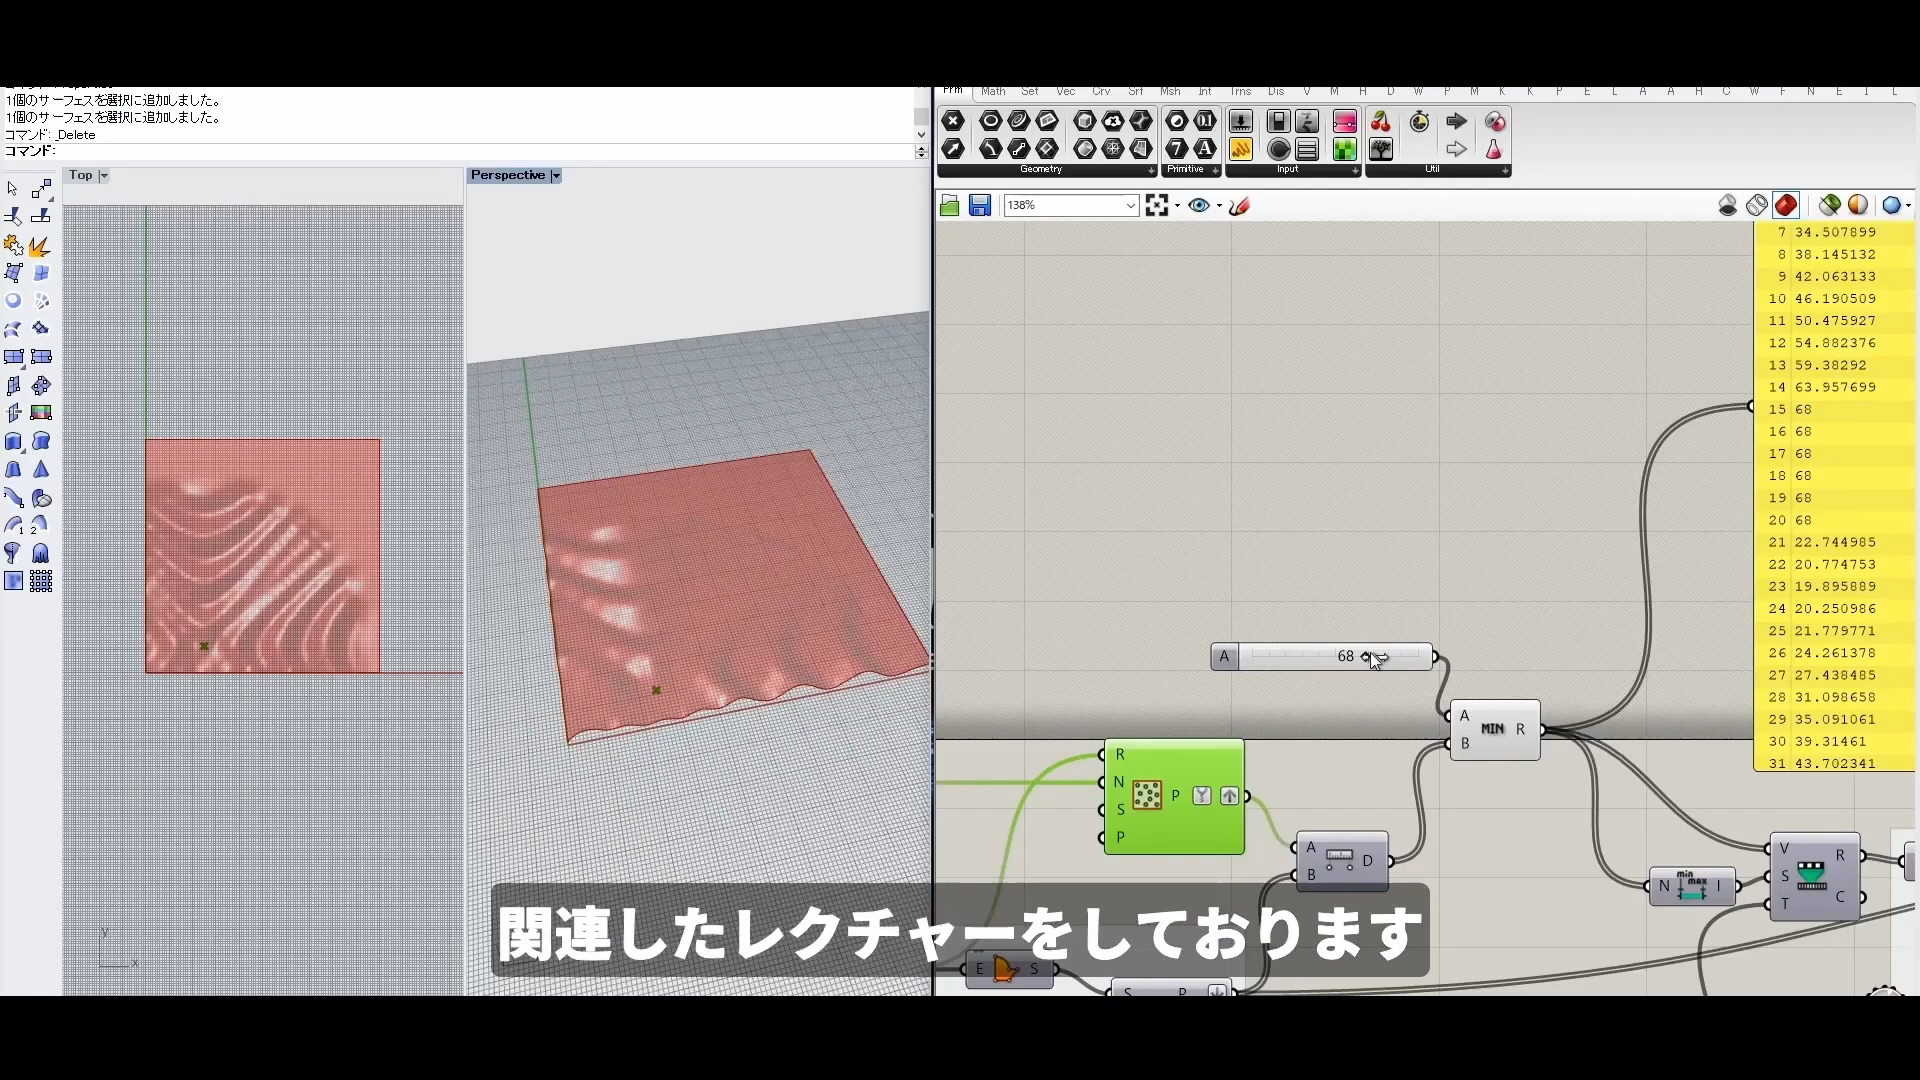 1個のサーフェスを選択に追加しました。
1個のサーフェスを選択に追加しました。
コマンド: _Delete
コマンド:
Top
Perspective
Prm Math Set Vec Crv Srf Msh Int Trns Dis V M H D W P M K K P E L A A H C W F N E I L
Geometry
Primitive
Input
Util
138%
7 34.507899
8 38.145132
9 42.063133
10 46.190509
11 50.475927
12 54.882376
13 59.38292
14 63.957699
15 68
16 68
17 68
18 68
19 68
20 68
21 22.744985
22 20.774753
23 19.895889
24 20.250986
25 21.779771
26 24.261378
27 27.438485
28 31.098658
29 35.091061
30 39.31461
31 43.702341
A 68
A
B
MIN
R
R
N
S
P
P
A
B
D
N
min max
I
V
S
T
R
C
E
S
S
P
y
x
関連したレクチャーをしております